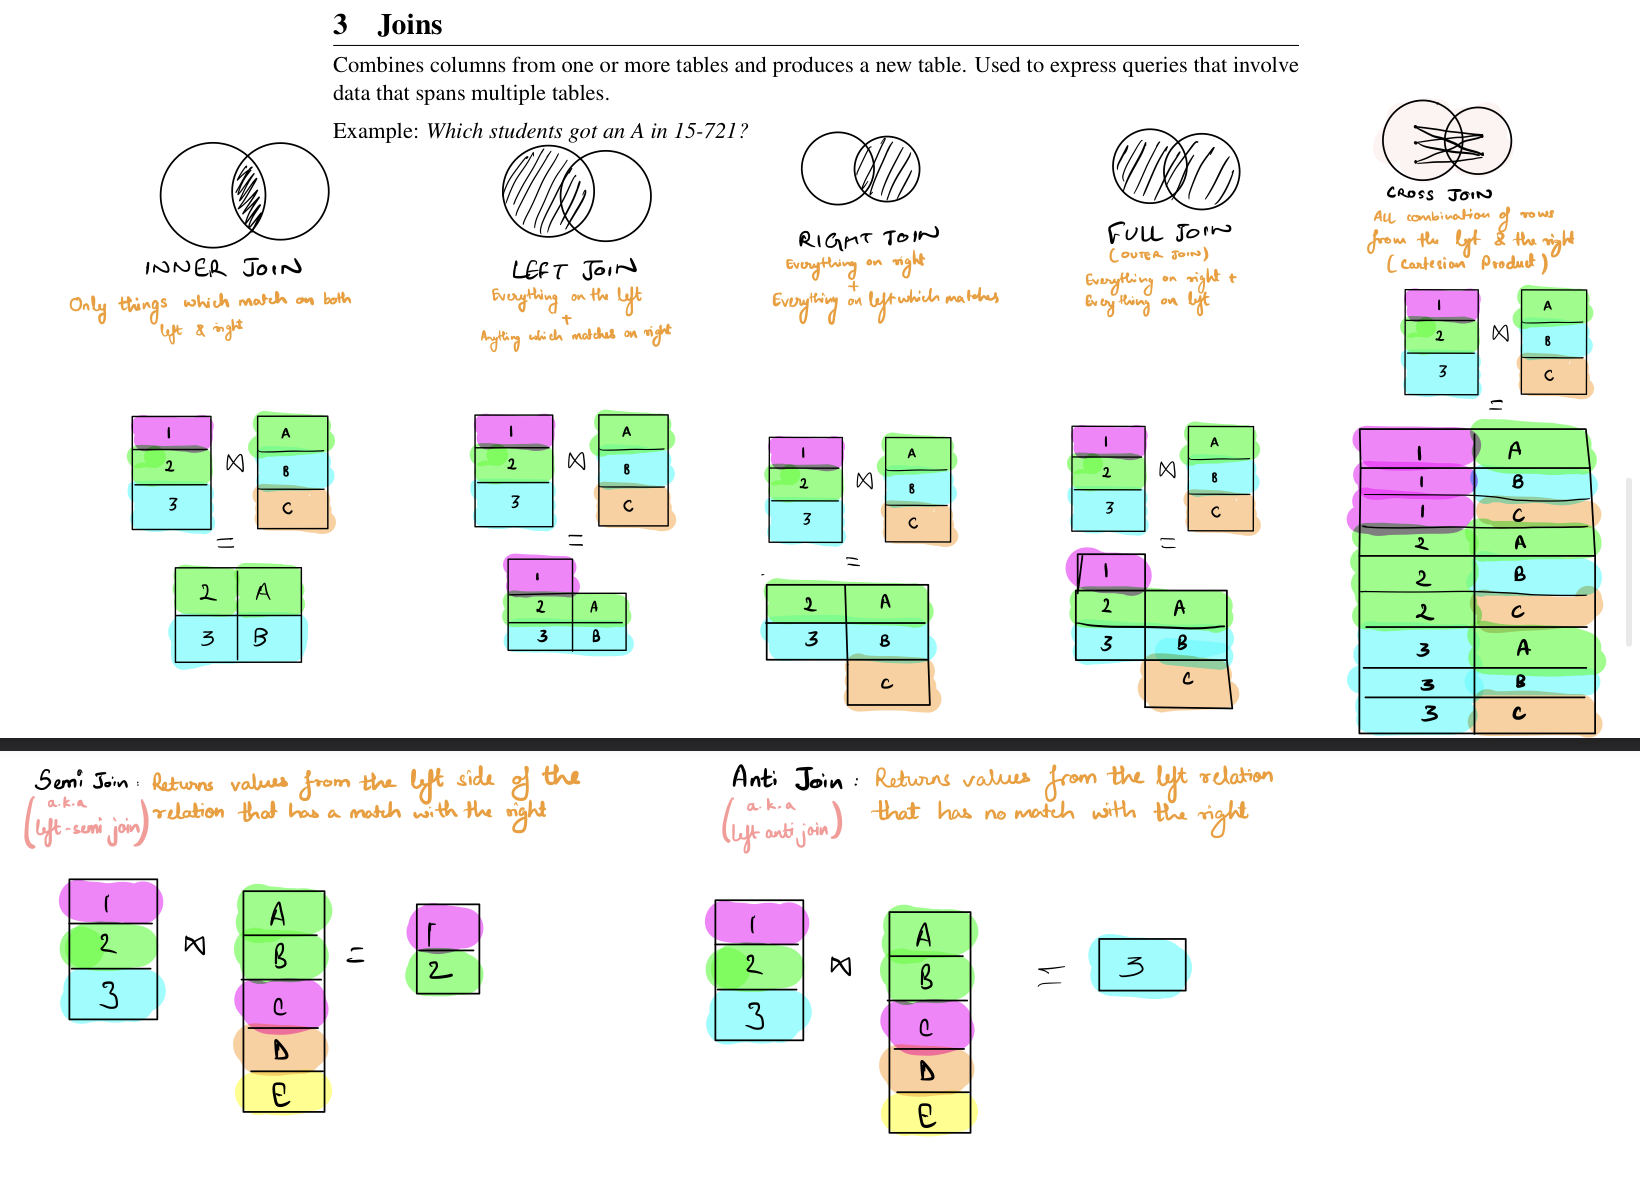 3 Joins
Combines columns from one or more tables and produces a new table. Used to express queries that involve
data that spans multiple tables.
Example: Which students got an A in 15-721?
INNER JOIN
Only things which match on both
left & right
1
2
3
⋈
A
B
C
=
2 A
3 B
LEFT JOIN
Everything on the left
+
Anything which matches on right
1
2
3
⋈
A
B
C
=
1
2 A
3 B
RIGHT JOIN
Everything on right
+
Everything on left which matches
1
2
3
⋈
A
B
C
=
2 A
3 B
C
FULL JOIN
(OUTER JOIN)
Everything on right +
Everything on left
1
2
3
⋈
A
B
C
=
1
2 A
3 B
C
CROSS JOIN
All combination of rows
from the left & the right
(Cartesian Product)
1
2
3
⋈
A
B
C
=
1 A
1 B
1 C
2 A
2 B
2 C
3 A
3 B
3 C
Semi Join : Returns values from the left side of the
relation that has a match with the right
(a.k.a
left-semi join)
1
2
3
⋈
A
B
C
D
E
=
1
2
Anti Join : Returns values from the left relation
that has no match with the right
(a.k.a
left anti join)
1
2
3
⋈
A
B
C
D
E
=
3